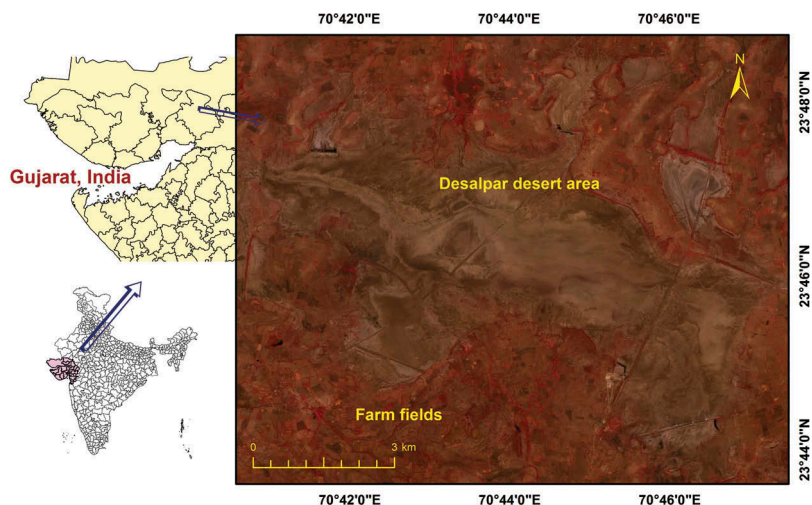 70°42'0"E
70°44'0"E
70°46'0"E
N
23°48'0"N
Gujarat, India
Desalpar desert area
23°46'0"N
Farm fields
0
3 km
23°44'0"N
70°42'0"E
70°44'0"E
70°46'0"E